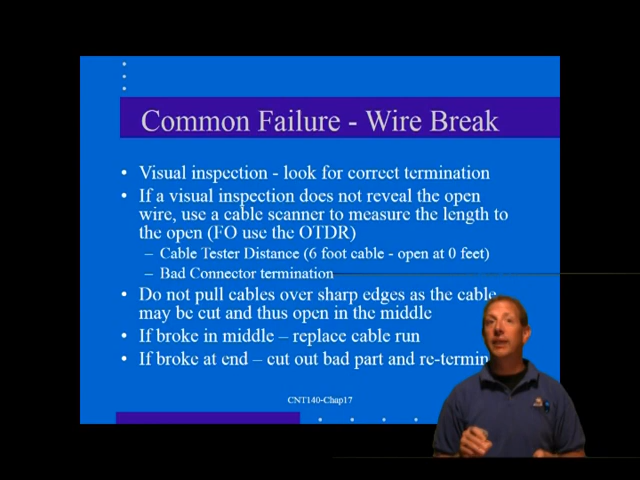 Common Failure - Wire Break
• Visual inspection - look for correct termination
• If a visual inspection does not reveal the open
wire, use a cable scanner to measure the length to
the open (FO use the OTDR)
– Cable Tester Distance (6 foot cable - open at 0 feet)
– Bad Connector termination
• Do not pull cables over sharp edges as the cable
may be cut and thus open in the middle
• If broke in middle – replace cable run
• If broke at end – cut out bad part and re-termin
CNT140-Chap17